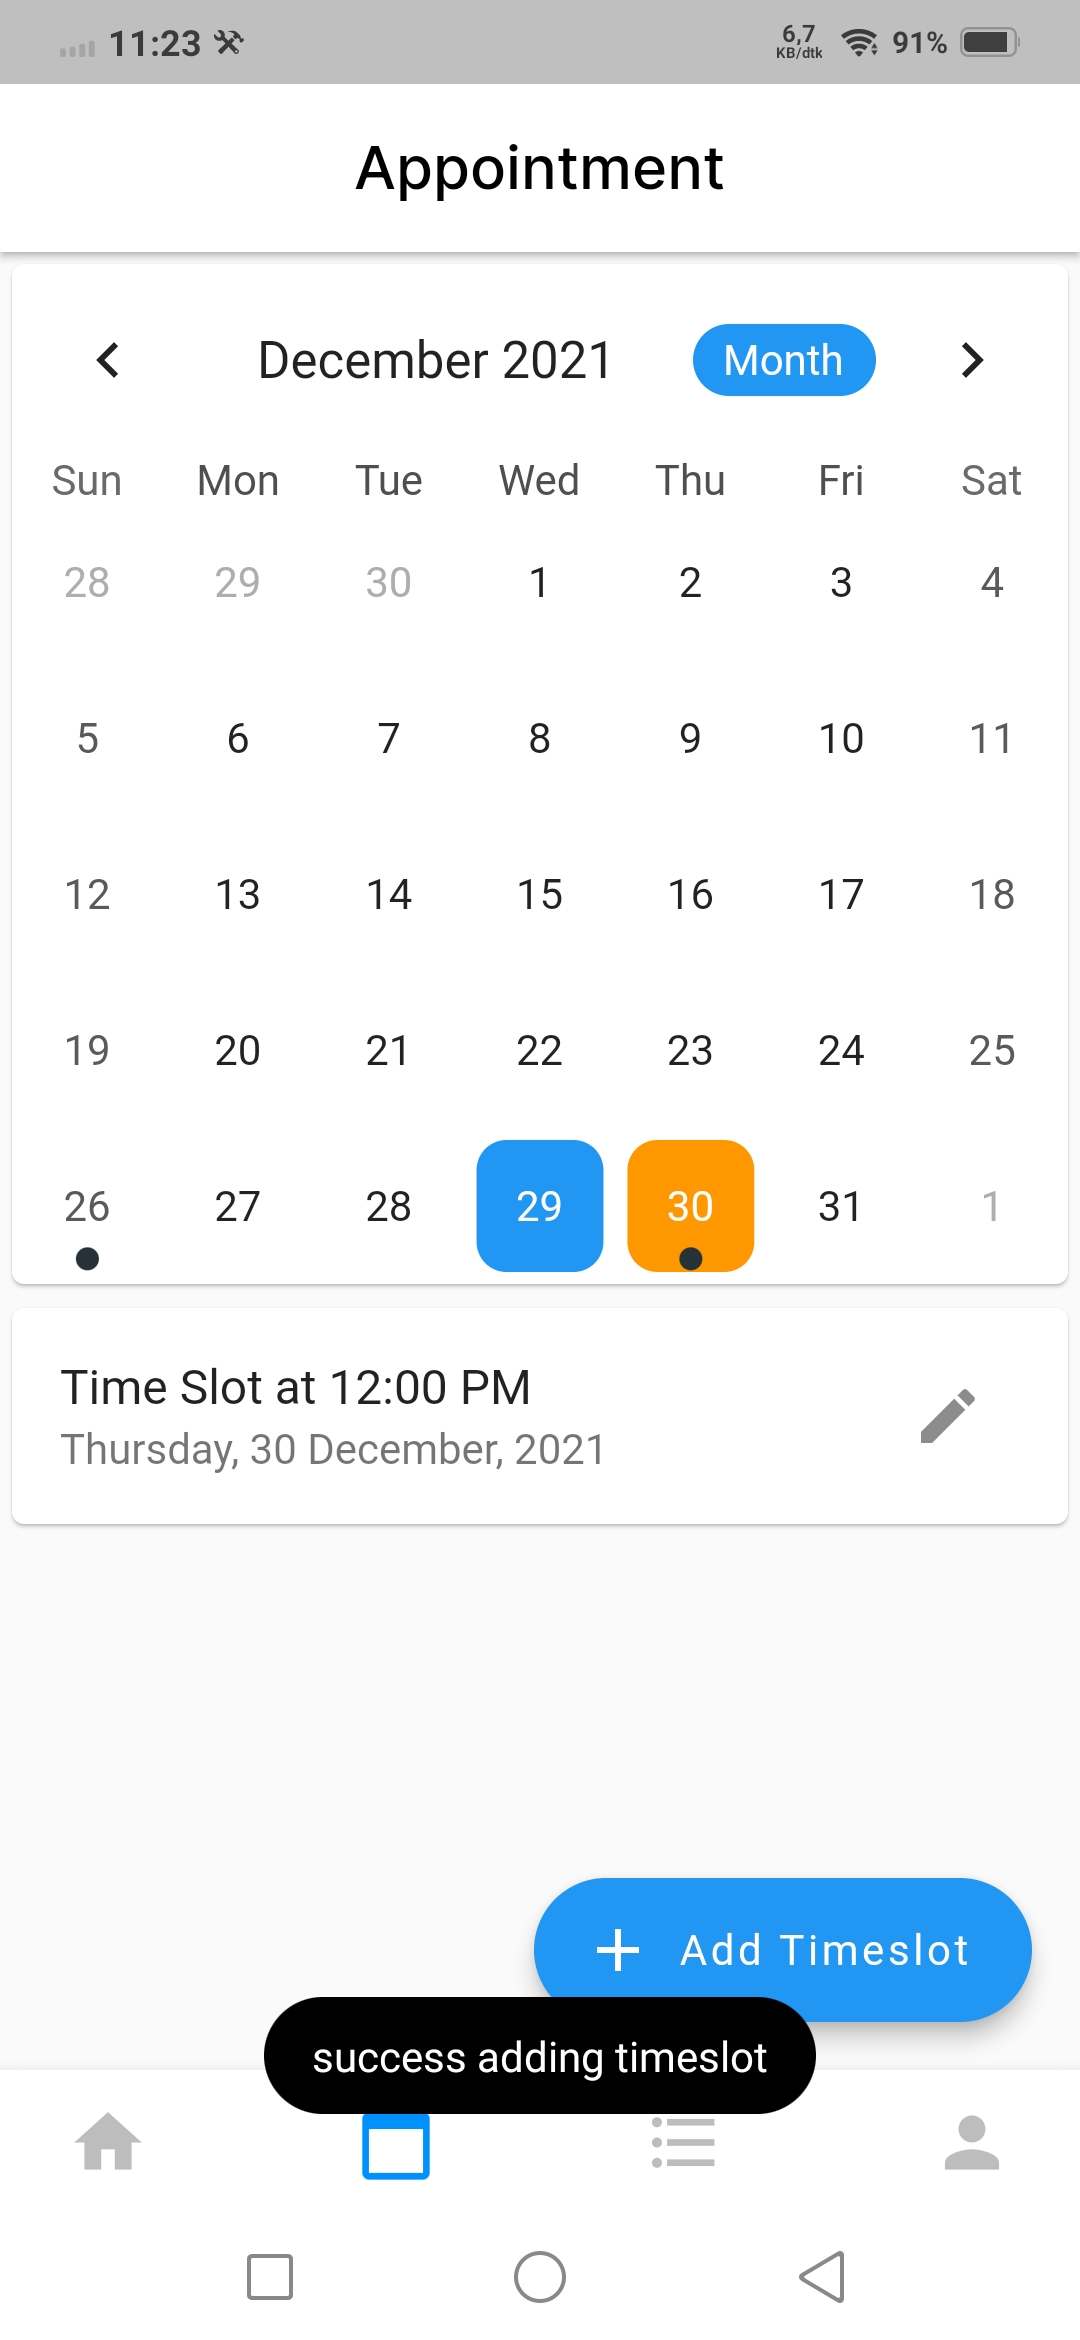 11:23 6,7 KB/dtk 91%
Appointment
December 2021 Month
Sun Mon Tue Wed Thu Fri Sat
28 29 30 1 2 3 4
5 6 7 8 9 10 11
12 13 14 15 16 17 18
19 20 21 22 23 24 25
26 27 28 29 30 31 1
Time Slot at 12:00 PM
Thursday, 30 December, 2021
Add Timeslot
success adding timeslot